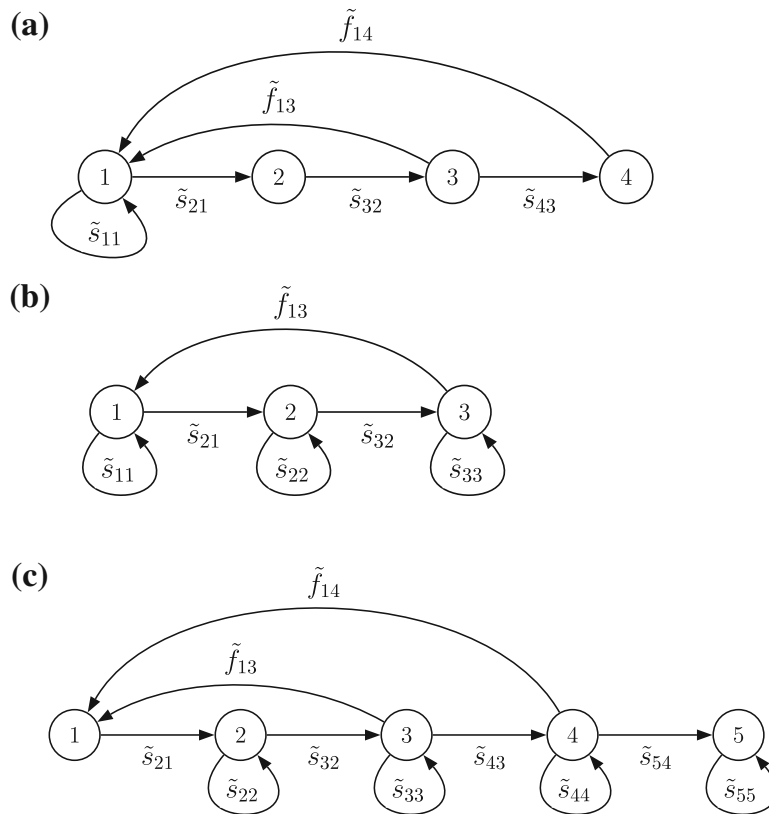 (a)
f̃₁₄
f̃₁₃
1 2 3 4
s̃₂₁ s̃₃₂ s̃₄₃
s̃₁₁
(b)
f̃₁₃
1 2 3
s̃₂₁ s̃₃₂
s̃₁₁ s̃₂₂ s̃₃₃
(c)
f̃₁₄
f̃₁₃
1 2 3 4 5
s̃₂₁ s̃₃₂ s̃₄₃ s̃₅₄
s̃₂₂ s̃₃₃ s̃₄₄ s̃₅₅